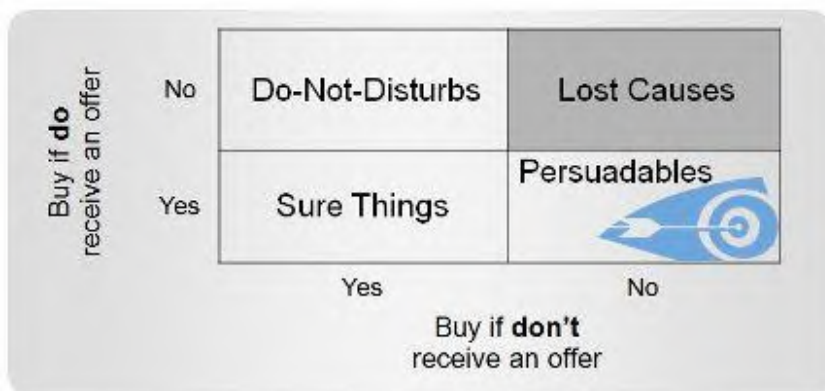 Buy if do
receive an offer
No
Do-Not-Disturbs
Lost Causes
Yes
Sure Things
Persuadables
Yes
No
Buy if don't
receive an offer